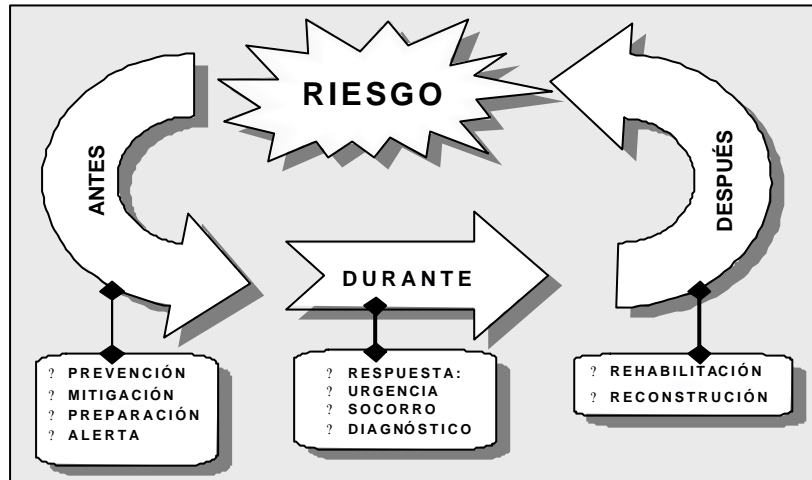 RIESGO
ANTES
DURANTE
DESPUÉS
? PREVENCIÓN
? MITIGACIÓN
? PREPARACIÓN
? ALERTA
? RESPUESTA:
? URGENCIA
? SOCORRO
? DIAGNÓSTICO
? REHABILITACIÓN
? RECONSTRUCIÓN